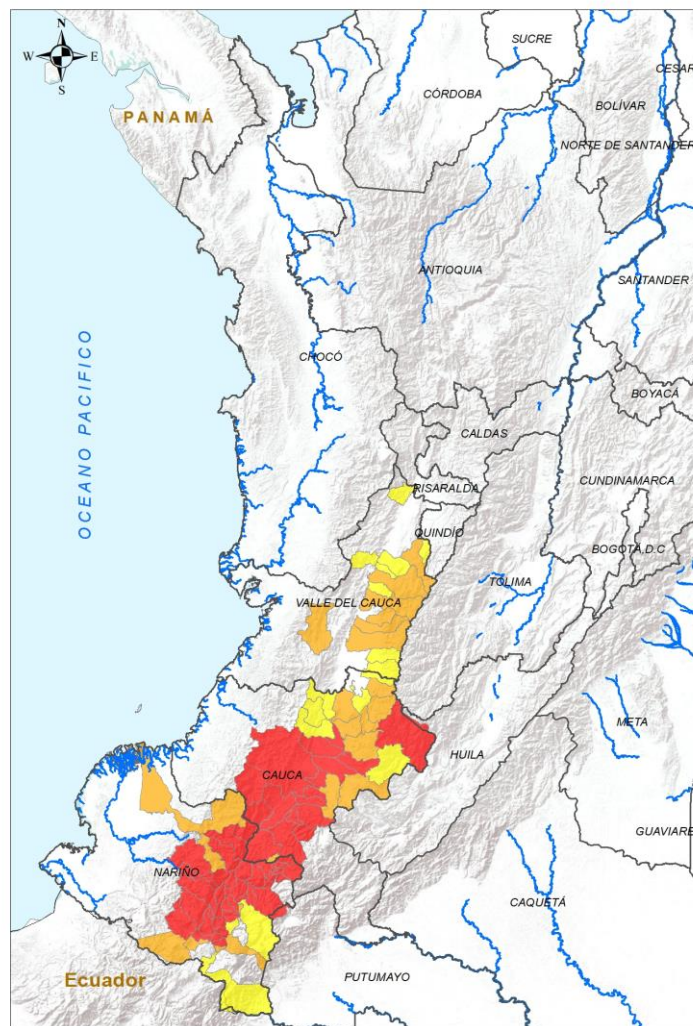 N
W E
S
PANAMÁ
SUCRE
CESAR
CÓRDOBA
BOLÍVAR
NORTE DE SANTANDER
ANTIOQUIA
SANTANDER
OCEANO PACIFICO
CHOCÓ
BOYACÁ
CALDAS
CUNDINAMARCA
RISARALDA
QUINDÍO
BOGOTÁ, D.C
TOLIMA
VALLE DEL CAUCA
META
HUILA
CAUCA
GUAVIARE
NARIÑO
CAQUETÁ
Ecuador
PUTUMAYO